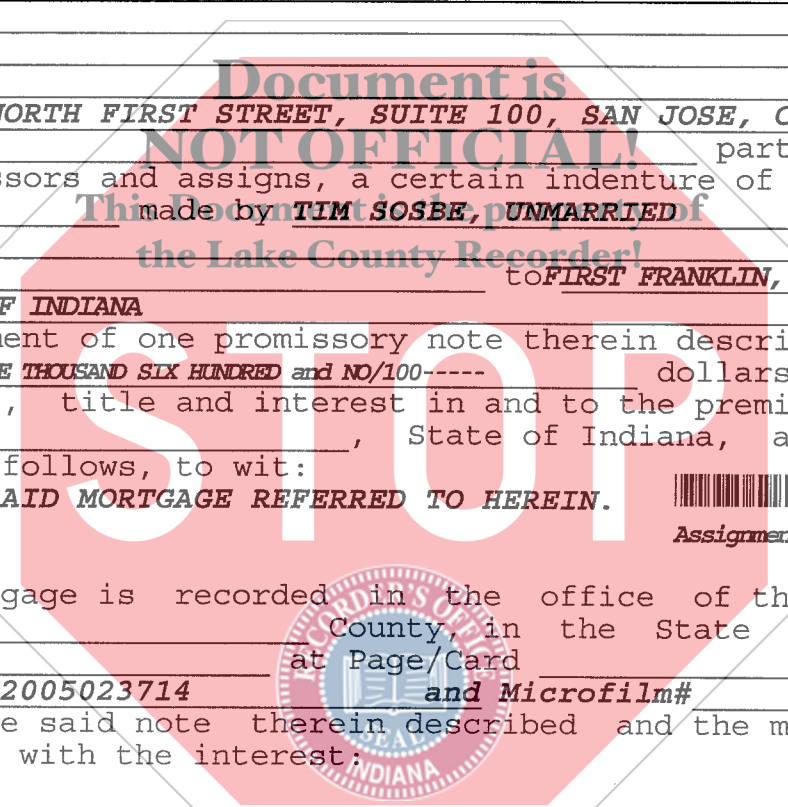 Document is
NORTH FIRST STREET, SUITE 100, SAN JOSE, C
NOT OFFICIAL!
part
ssors and assigns, a certain indenture of
This Document is the property of
made by TIM SOSBE, UNMARRIED
the Lake County Recorder!
to FIRST FRANKLIN,
F INDIANA
ment of one promissory note therein descri
E THOUSAND SIX HUNDRED and NO/100----- dollars
, title and interest in and to the premi
, State of Indiana, a
follows, to wit:
STOP
AID MORTGAGE REFERRED TO HEREIN.
Assignmen
gage is recorded in the office of th
County, in the State
at Page/Card
2005023714 and Microfilm#
e said note therein described and the m
with the interest:
RECORDER'S OFFICE
SEAL
INDIANA